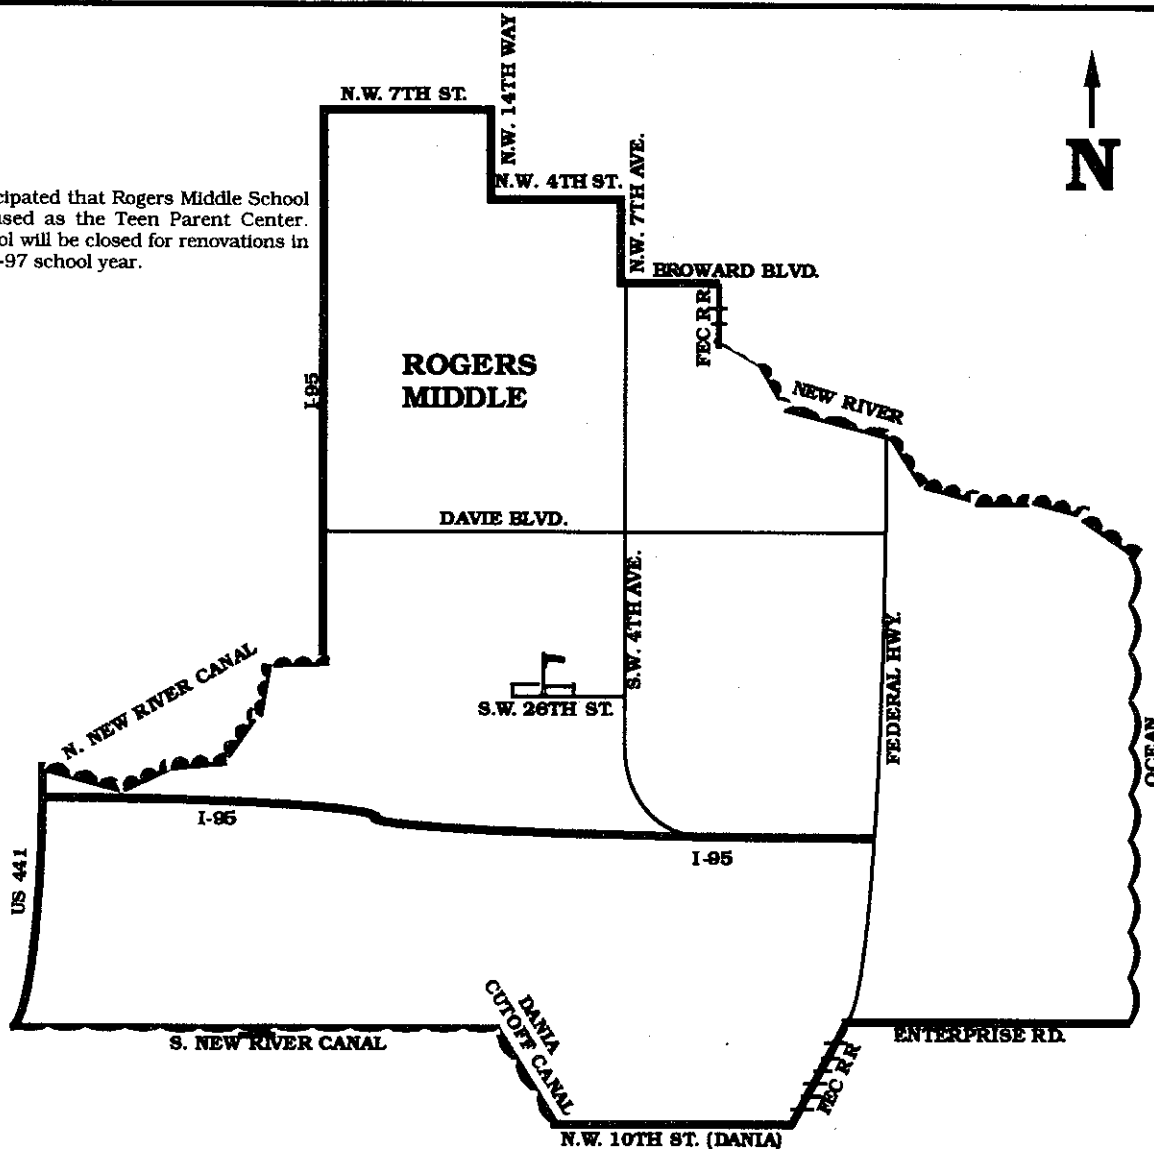 N.W. 7TH ST.
N.W. 14TH WAY
N
N.W. 4TH ST.
N.W. 7TH AVE.
cipated that Rogers Middle School
used as the Teen Parent Center.
ol will be closed for renovations in
-97 school year.
BROWARD BLVD.
FEC R R
ROGERS
MIDDLE
I-95
NEW RIVER
DAVIE BLVD.
S.W. 4TH AVE.
FEDERAL HWY.
N. NEW RIVER CANAL
S.W. 26TH ST.
OCEAN
I-95
I-95
US 441
DANIA
CUTOFF CANAL
S. NEW RIVER CANAL
ENTERPRISE RD.
FEC R R
N.W. 10TH ST. (DANIA)